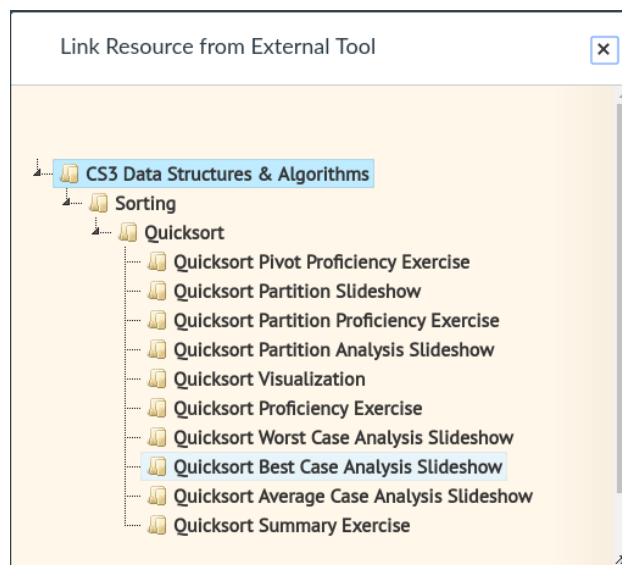 Link Resource from External Tool
CS3 Data Structures & Algorithms
Sorting
Quicksort
Quicksort Pivot Proficiency Exercise
Quicksort Partition Slideshow
Quicksort Partition Proficiency Exercise
Quicksort Partition Analysis Slideshow
Quicksort Visualization
Quicksort Proficiency Exercise
Quicksort Worst Case Analysis Slideshow
Quicksort Best Case Analysis Slideshow
Quicksort Average Case Analysis Slideshow
Quicksort Summary Exercise